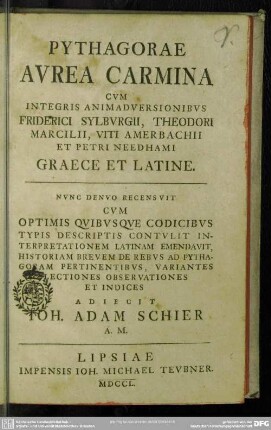 PYTHAGORAE
AVREA CARMINA
CVM
INTEGRIS ANIMADVERSIONIBVS
FRIDERICI SYLBVRGII, THEODORI
MARCILII, VITI AMERBACHII
ET PETRI NEEDHAMI
GRAECE ET LATINE.
NVNC DENVO RECENSVIT
CVM
OPTIMIS QVIBVSQVE CODICIBVS
TYPIS DESCRIPTIS CONTVLIT IN-
TERPRETATIONEM LATINAM EMENDAVIT,
HISTORIAM BREVEM DE REBVS AD PYTHA-
GORAM PERTINENTIBVS, VARIANTES
LECTIONES OBSERVATIONES
ET INDICES
ADIECIT
IOH. ADAM SCHIER
A. M.
LIPSIAE
IMPENSIS IOH. MICHAEL TEVBNER.
MDCCL.
DFG